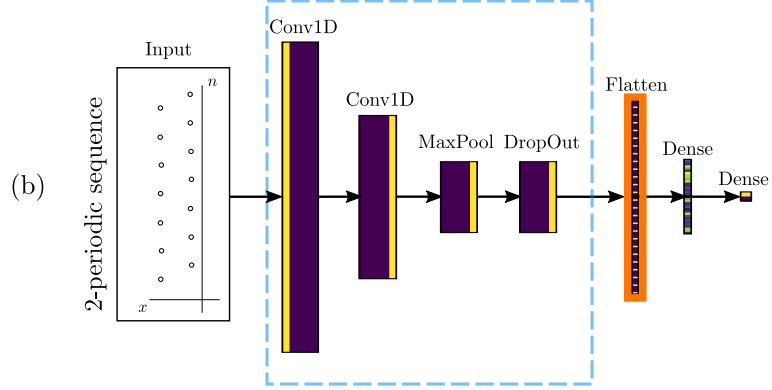 (b)
2-periodic sequence
Input
n
x
Conv1D
Conv1D
MaxPool
DropOut
Flatten
Dense
Dense